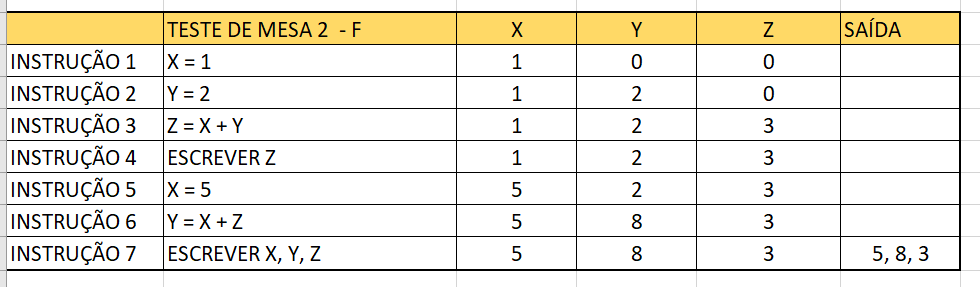 TESTE DE MESA 2 - F X Y Z SAÍDA
INSTRUÇÃO 1 X = 1 1 0 0
INSTRUÇÃO 2 Y = 2 1 2 0
INSTRUÇÃO 3 Z = X + Y 1 2 3
INSTRUÇÃO 4 ESCREVER Z 1 2 3
INSTRUÇÃO 5 X = 5 5 2 3
INSTRUÇÃO 6 Y = X + Z 5 8 3
INSTRUÇÃO 7 ESCREVER X, Y, Z 5 8 3 5, 8, 3